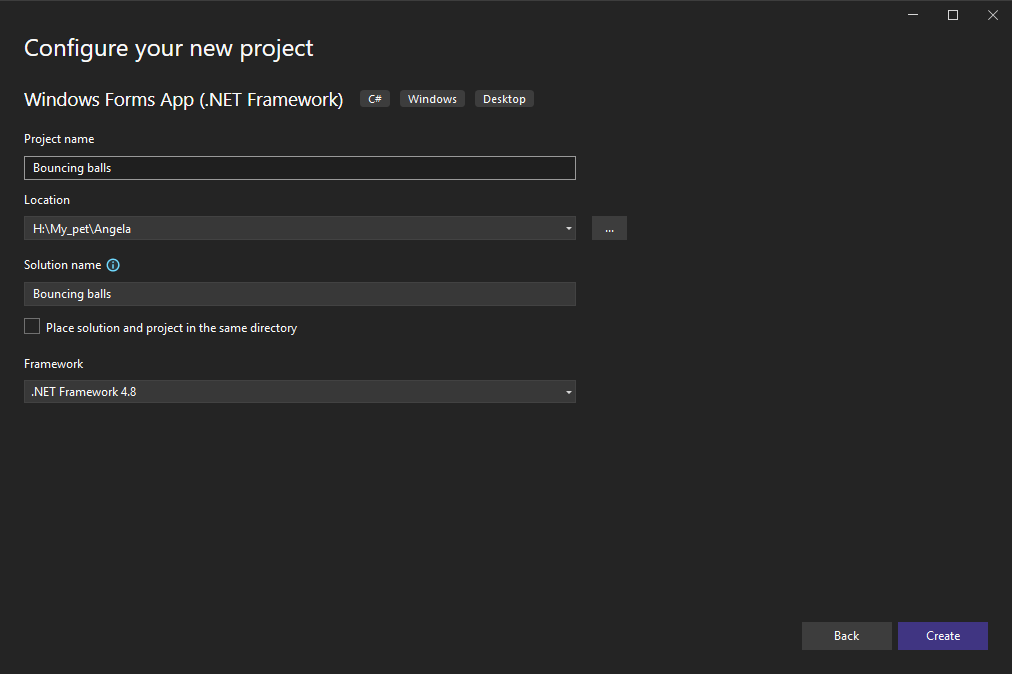 Configure your new project
Windows Forms App (.NET Framework) C# Windows Desktop
Project name
Bouncing balls
Location
H:\My_pet\Angela
...
Solution name
Bouncing balls
Place solution and project in the same directory
Framework
.NET Framework 4.8
Back Create